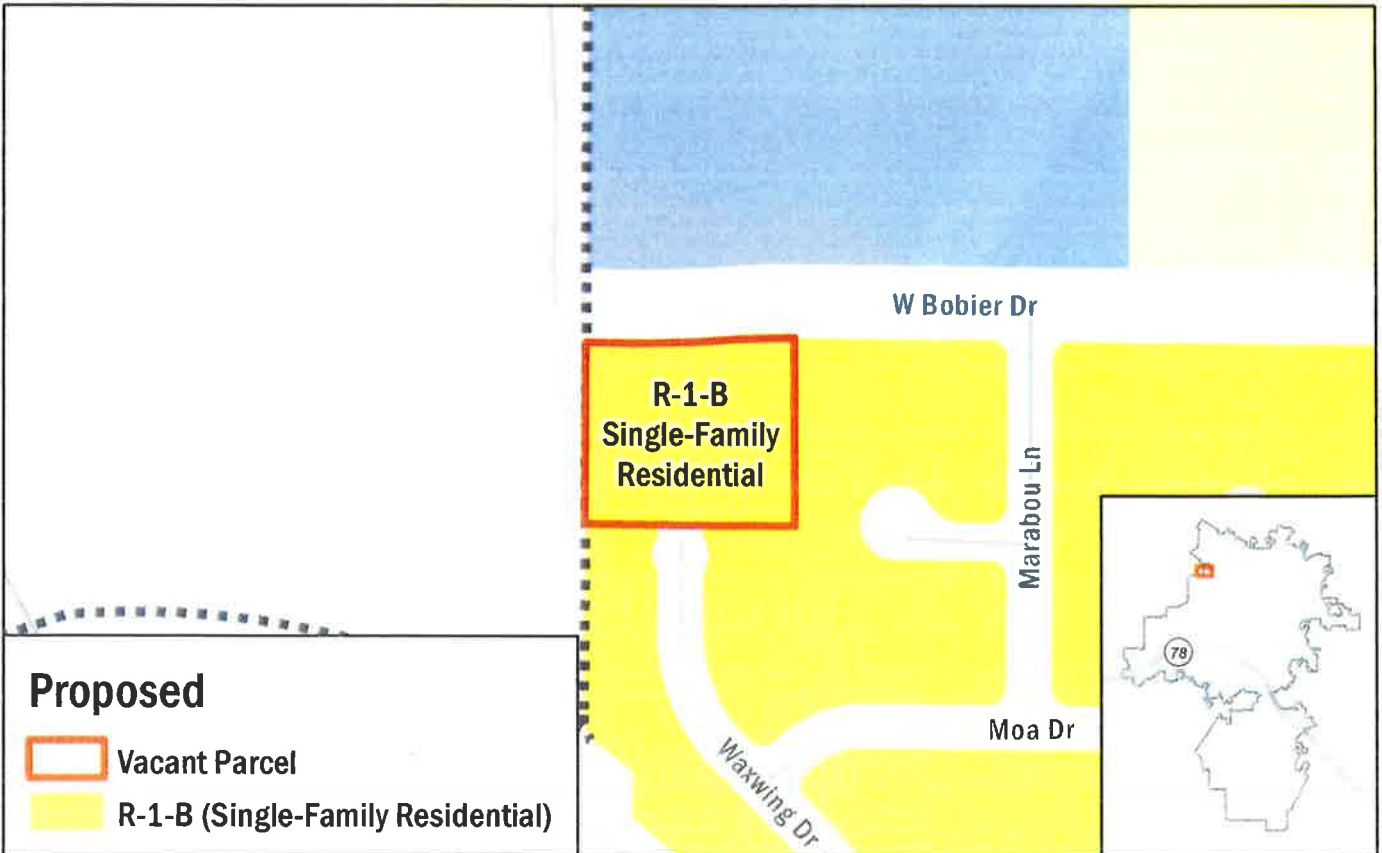 W Bobier Dr
R-1-B
Single-Family
Residential
Marabou Ln
78
Moa Dr
Waxwing Dr
Proposed
Vacant Parcel
R-1-B (Single-Family Residential)